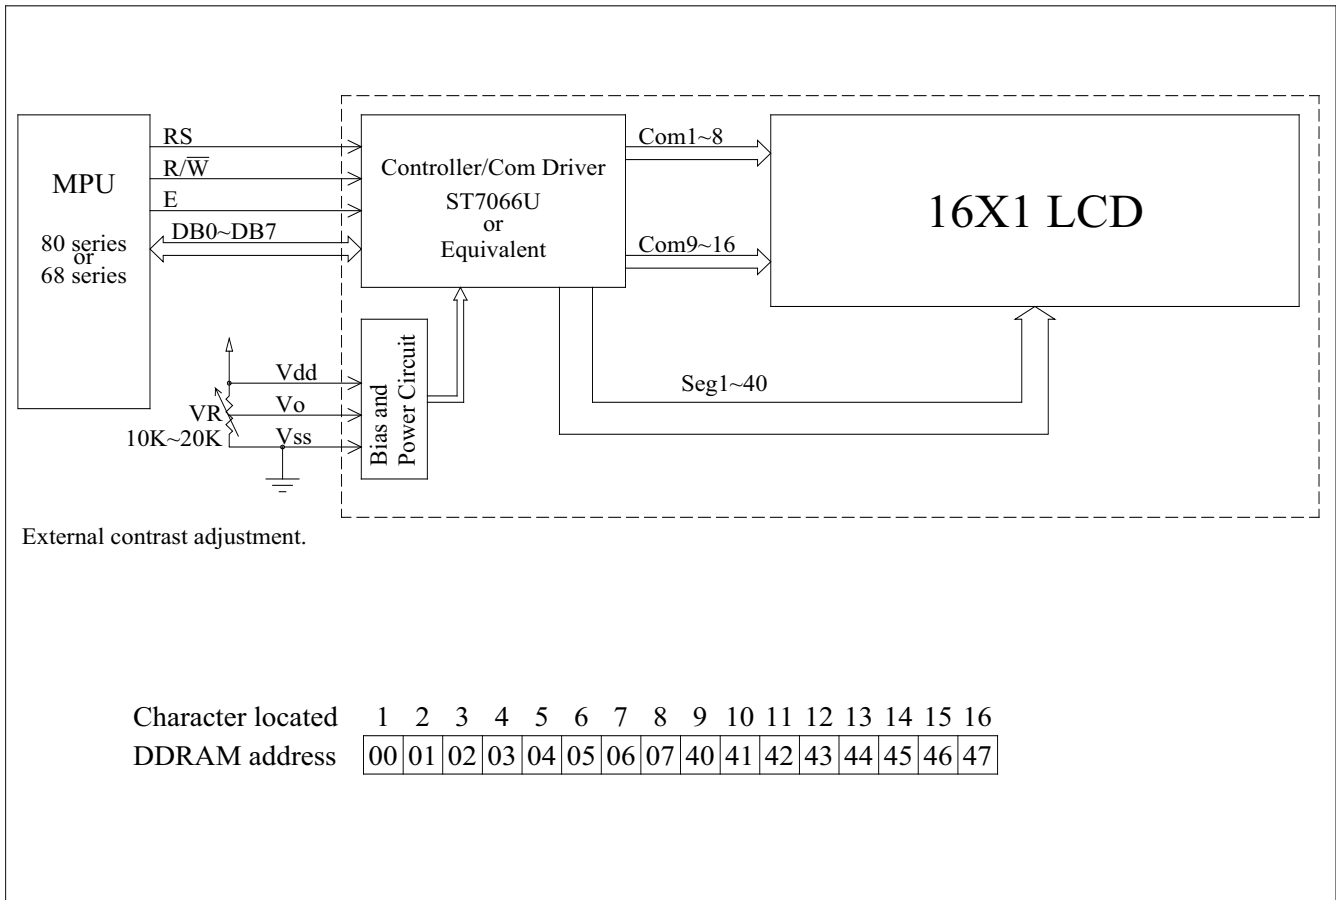 MPU
80 series
or
68 series
RS
R/W̅
E
DB0~DB7
Controller/Com Driver
ST7066U
or
Equivalent
Com1~8
Com9~16
16X1 LCD
Seg1~40
Vdd
Vo
Vss
VR
10K~20K
Bias and
Power Circuit
External contrast adjustment.
Character located 1 2 3 4 5 6 7 8 9 10 11 12 13 14 15 16
DDRAM address 00 01 02 03 04 05 06 07 40 41 42 43 44 45 46 47